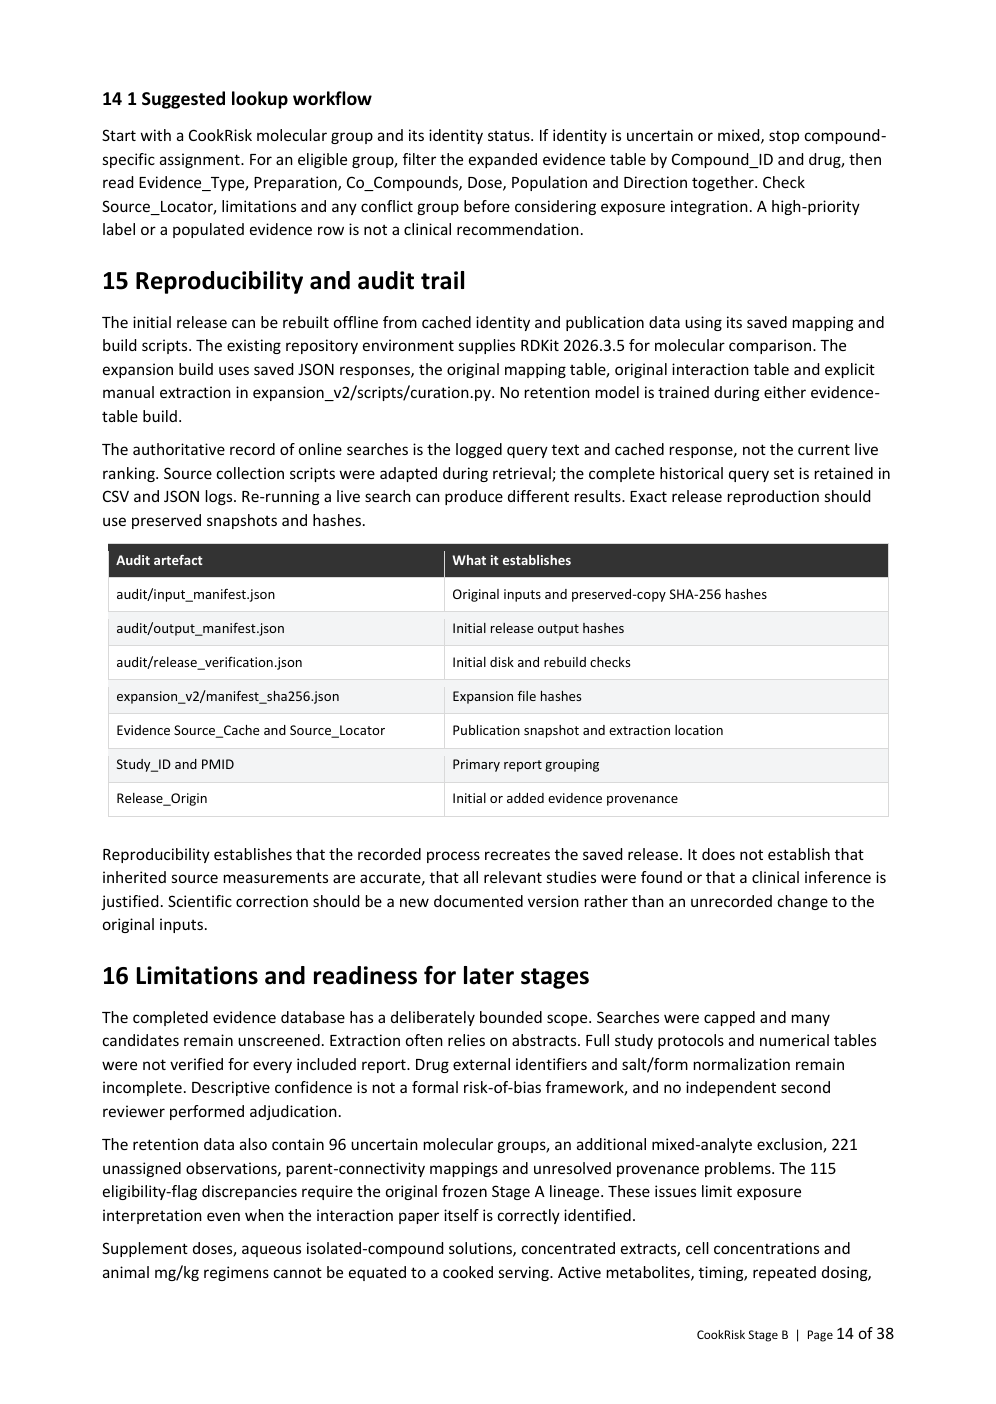 14 1 Suggested lookup workflow
Start with a CookRisk molecular group and its identity status. If identity is uncertain or mixed, stop compound-
specific assignment. For an eligible group, filter the expanded evidence table by Compound_ID and drug, then
read Evidence_Type, Preparation, Co_Compounds, Dose, Population and Direction together. Check
Source_Locator, limitations and any conflict group before considering exposure integration. A high-priority
label or a populated evidence row is not a clinical recommendation.
15 Reproducibility and audit trail
The initial release can be rebuilt offline from cached identity and publication data using its saved mapping and
build scripts. The existing repository environment supplies RDKit 2026.3.5 for molecular comparison. The
expansion build uses saved JSON responses, the original mapping table, original interaction table and explicit
manual extraction in expansion_v2/scripts/curation.py. No retention model is trained during either evidence-
table build.
The authoritative record of online searches is the logged query text and cached response, not the current live
ranking. Source collection scripts were adapted during retrieval; the complete historical query set is retained in
CSV and JSON logs. Re-running a live search can produce different results. Exact release reproduction should
use preserved snapshots and hashes.
Audit artefact What it establishes
audit/input_manifest.json Original inputs and preserved-copy SHA-256 hashes
audit/output_manifest.json Initial release output hashes
audit/release_verification.json Initial disk and rebuild checks
expansion_v2/manifest_sha256.json Expansion file hashes
Evidence Source_Cache and Source_Locator Publication snapshot and extraction location
Study_ID and PMID Primary report grouping
Release_Origin Initial or added evidence provenance
Reproducibility establishes that the recorded process recreates the saved release. It does not establish that
inherited source measurements are accurate, that all relevant studies were found or that a clinical inference is
justified. Scientific correction should be a new documented version rather than an unrecorded change to the
original inputs.
16 Limitations and readiness for later stages
The completed evidence database has a deliberately bounded scope. Searches were capped and many
candidates remain unscreened. Extraction often relies on abstracts. Full study protocols and numerical tables
were not verified for every included report. Drug external identifiers and salt/form normalization remain
incomplete. Descriptive confidence is not a formal risk-of-bias framework, and no independent second
reviewer performed adjudication.
The retention data also contain 96 uncertain molecular groups, an additional mixed-analyte exclusion, 221
unassigned observations, parent-connectivity mappings and unresolved provenance problems. The 115
eligibility-flag discrepancies require the original frozen Stage A lineage. These issues limit exposure
interpretation even when the interaction paper itself is correctly identified.
Supplement doses, aqueous isolated-compound solutions, concentrated extracts, cell concentrations and
animal mg/kg regimens cannot be equated to a cooked serving. Active metabolites, timing, repeated dosing,
CookRisk Stage B | Page 14 of 38